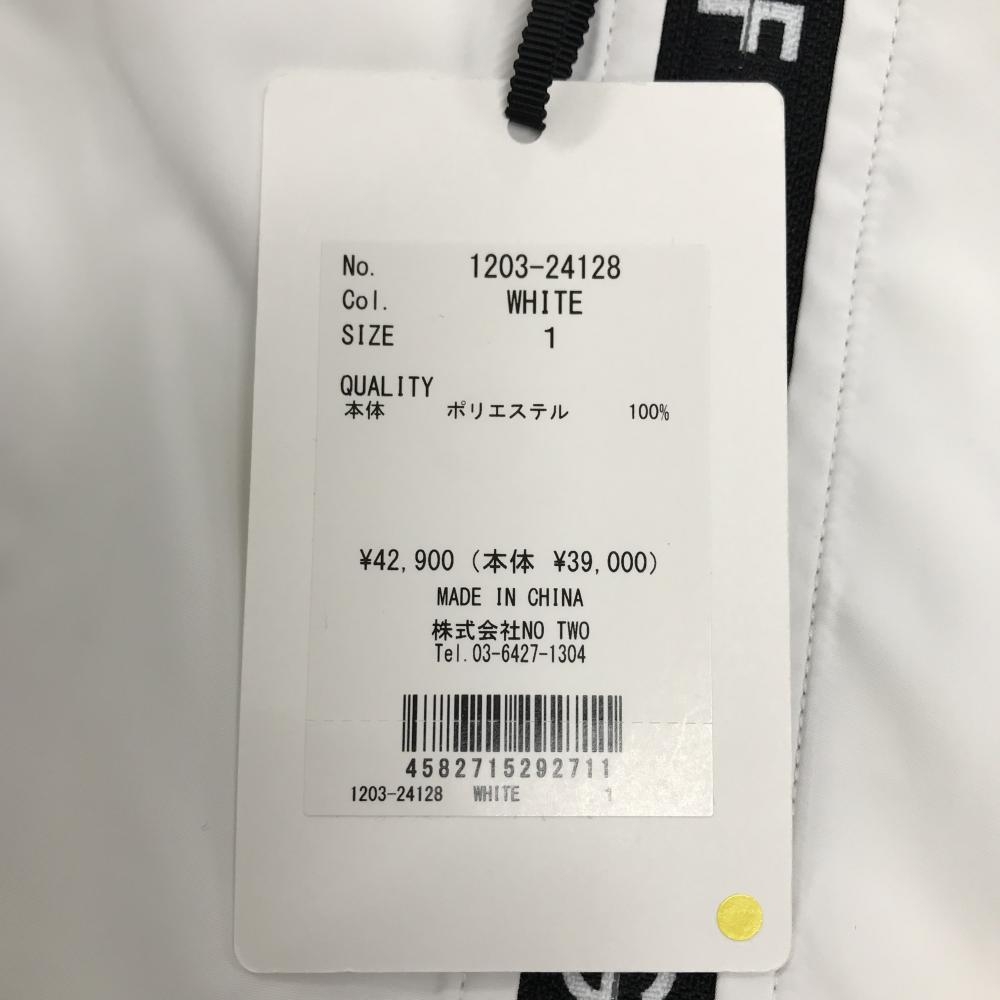 F
No. 1203-24128
Col. WHITE
SIZE 1
QUALITY
本体 ポリエステル 100%
¥42,900 (本体 ¥39,000)
MADE IN CHINA
株式会社NO TWO
Tel.03-6427-1304
4582715292711
1203-24128 WHITE 1
G